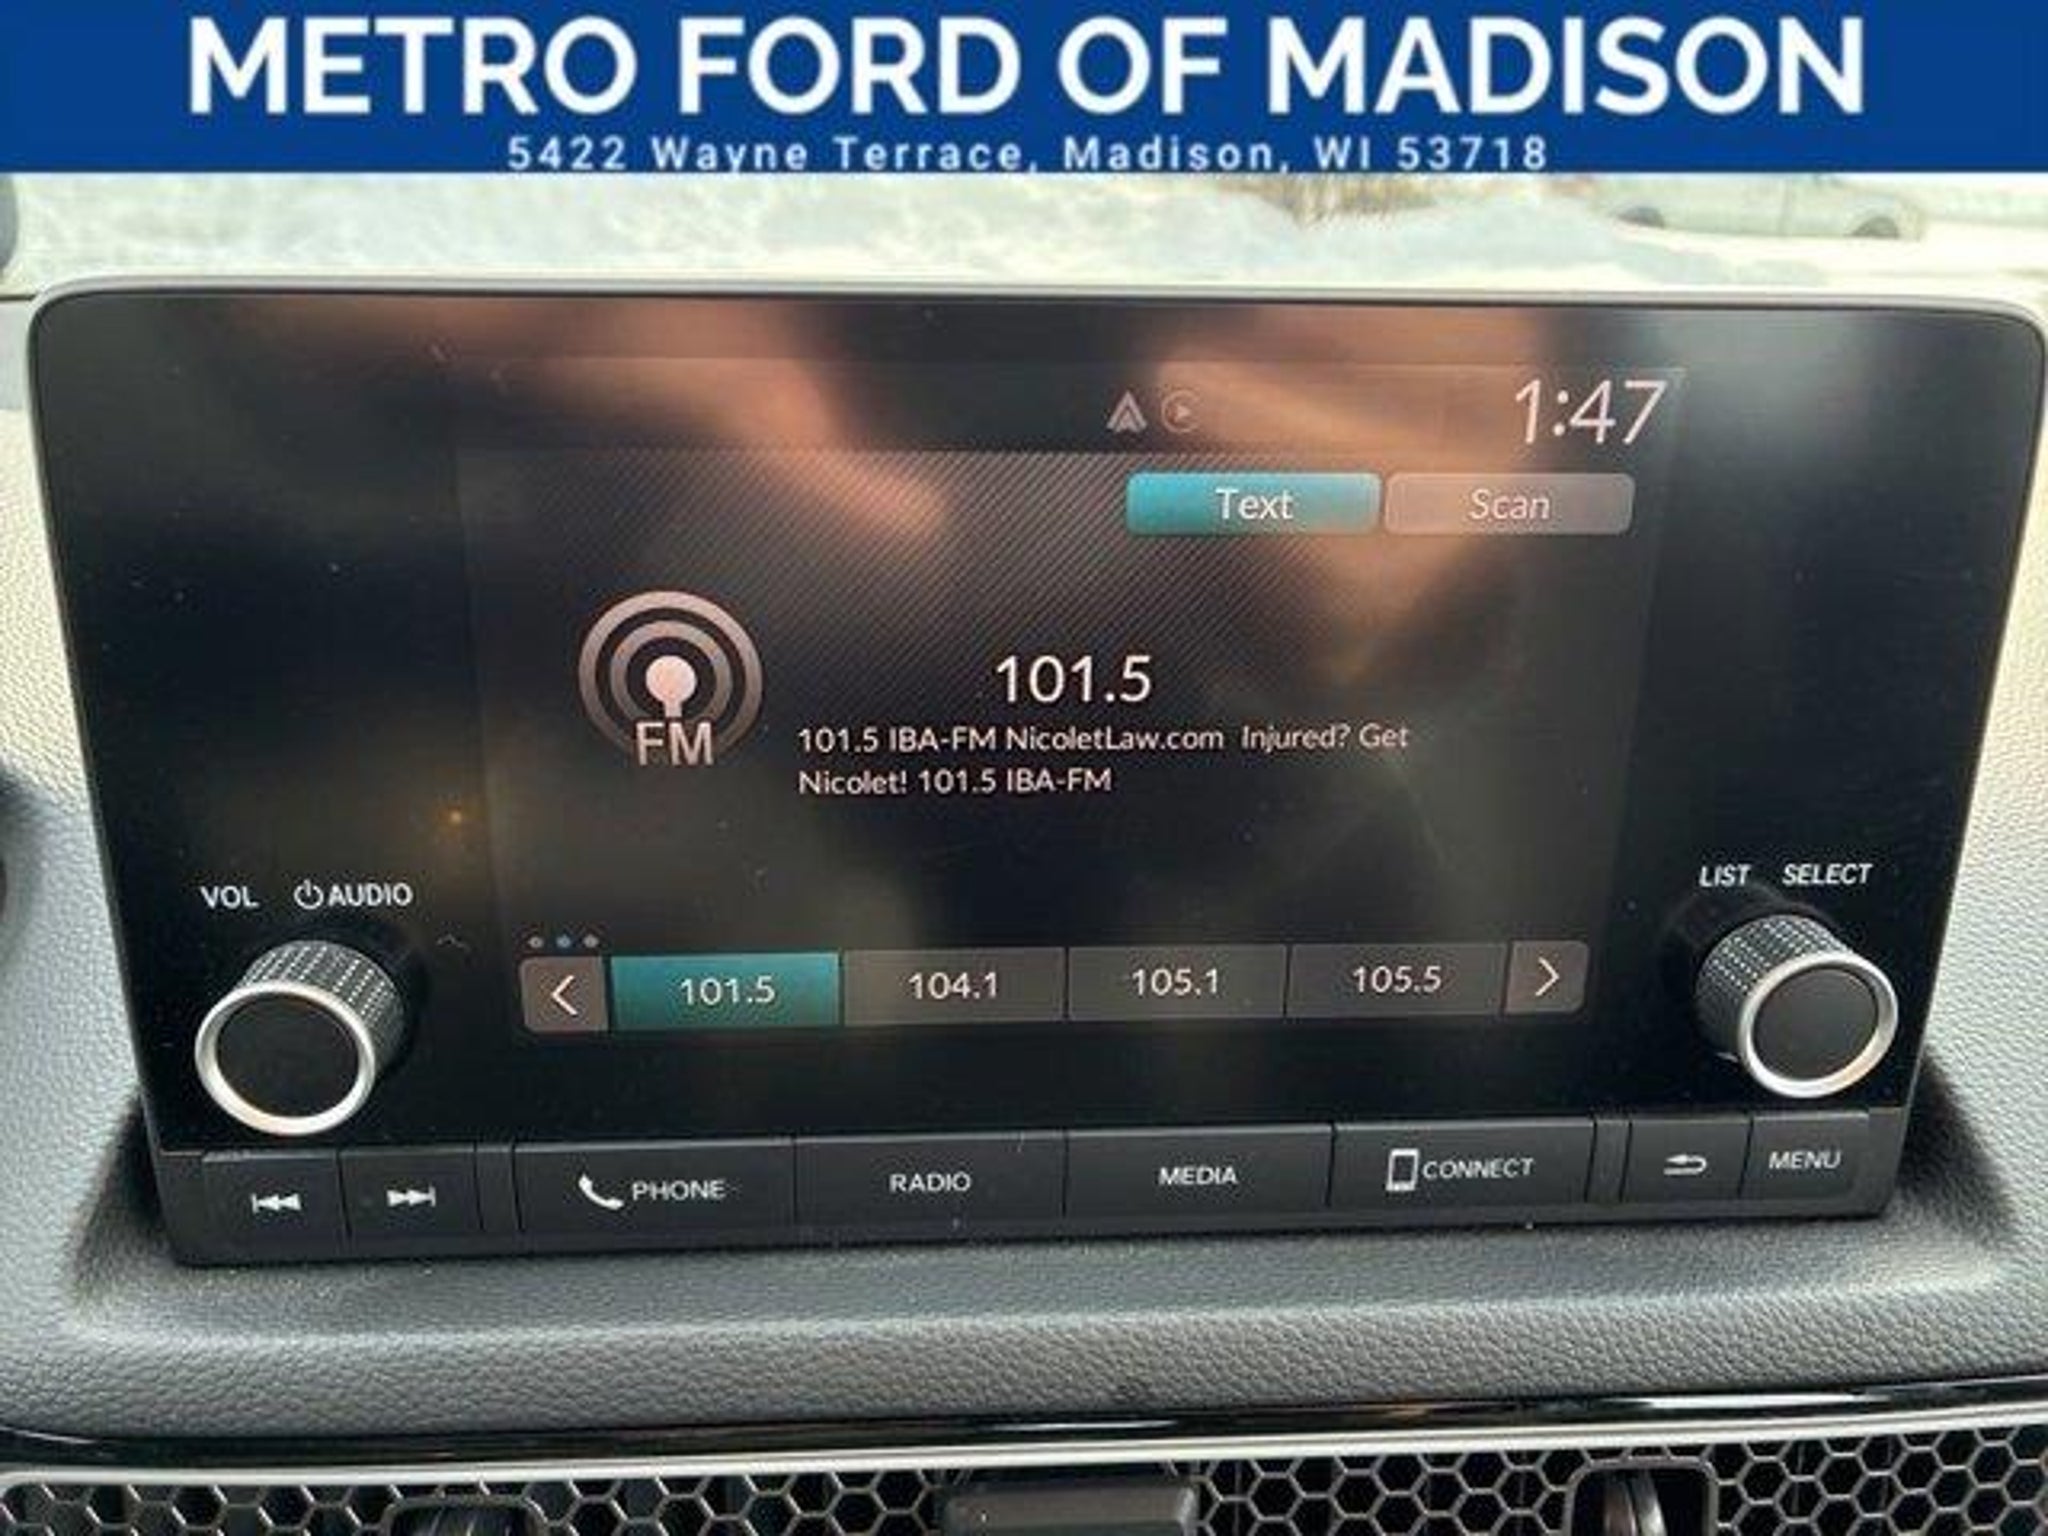 METRO FORD OF MADISON
5422 Wayne Terrace, Madison, WI 53718
1:47
Text Scan
FM
101.5
101.5 IBA-FM NicoletLaw.com Injured? Get
Nicolet! 101.5 IBA-FM
VOL AUDIO
LIST SELECT
101.5 104.1 105.1 105.5
PHONE RADIO MEDIA CONNECT MENU